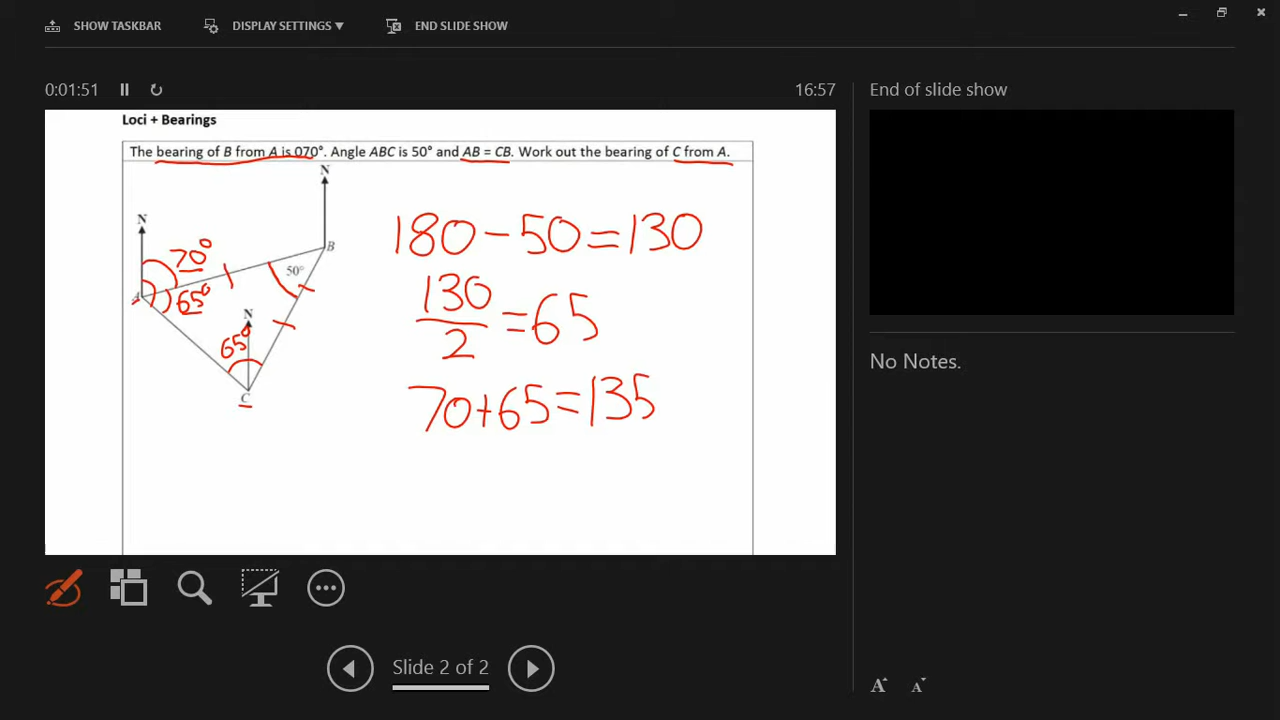 SHOW TASKBAR DISPLAY SETTINGS ▼ END SLIDE SHOW
0:01:51 16:57
End of slide show
Loci + Bearings
The bearing of B from A is 070°. Angle ABC is 50° and AB = CB. Work out the bearing of C from A.
N
N
180 - 50 = 130
B
70°
50°
130/2 = 65
A
65°
N
65°
70 + 65 = 135
C
No Notes.
Slide 2 of 2
A A